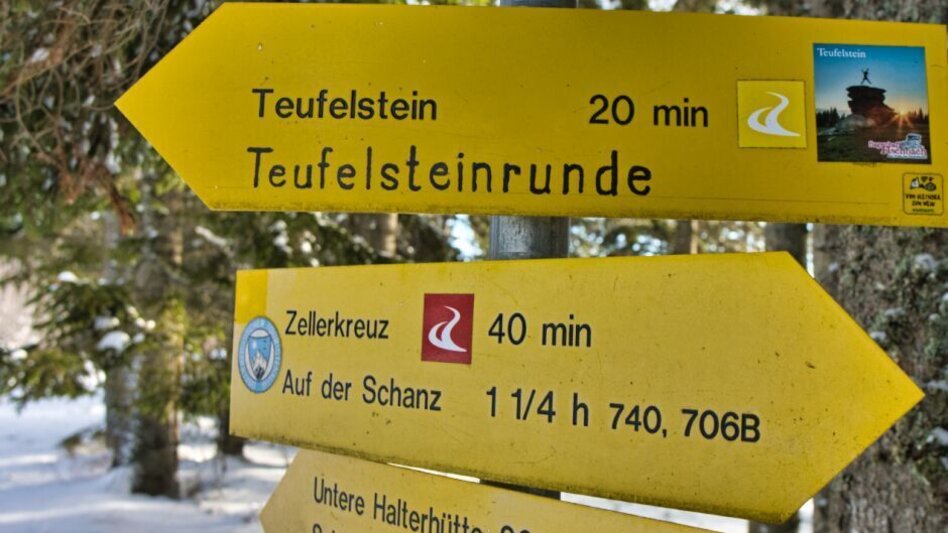 Teufelstein 20 min
Teufelsteinrunde
Teufelstein
Zellerkreuz 40 min
Auf der Schanz 1 1/4 h 740, 706B
Untere Halterhütte